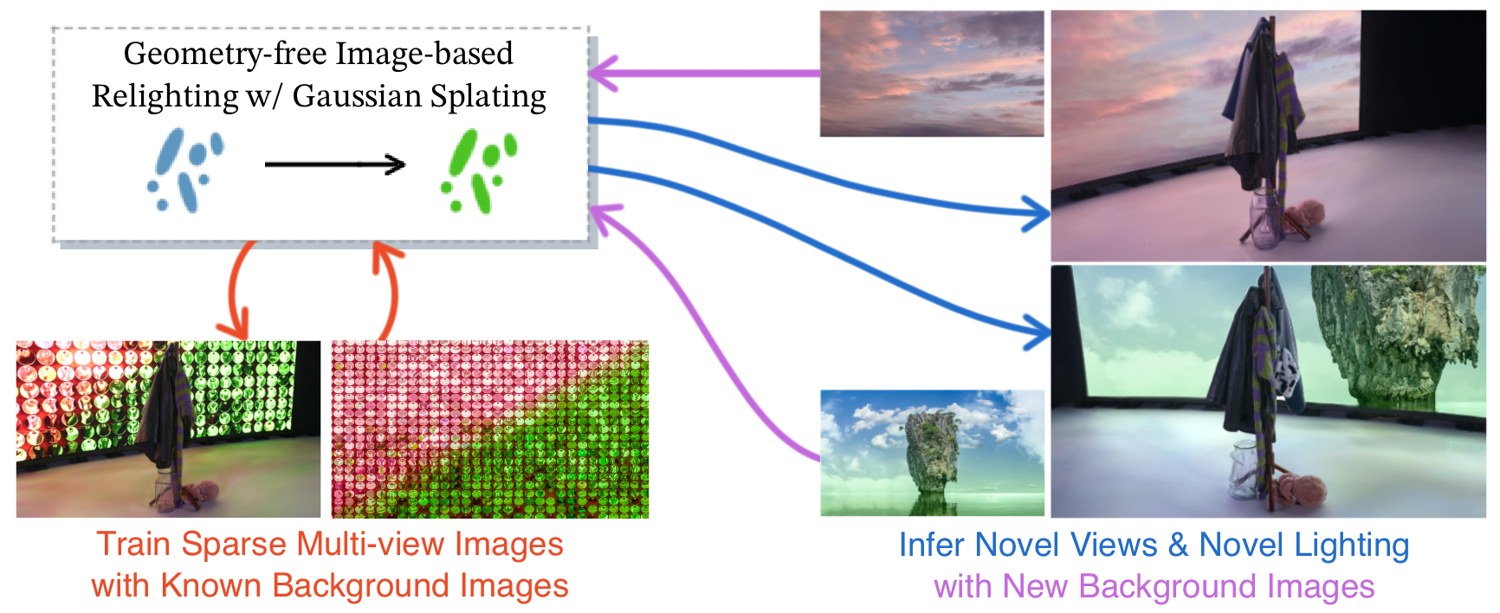 Geometry-free Image-based
Relighting w/ Gaussian Splating
Train Sparse Multi-view Images
with Known Background Images
Infer Novel Views & Novel Lighting
with New Background Images